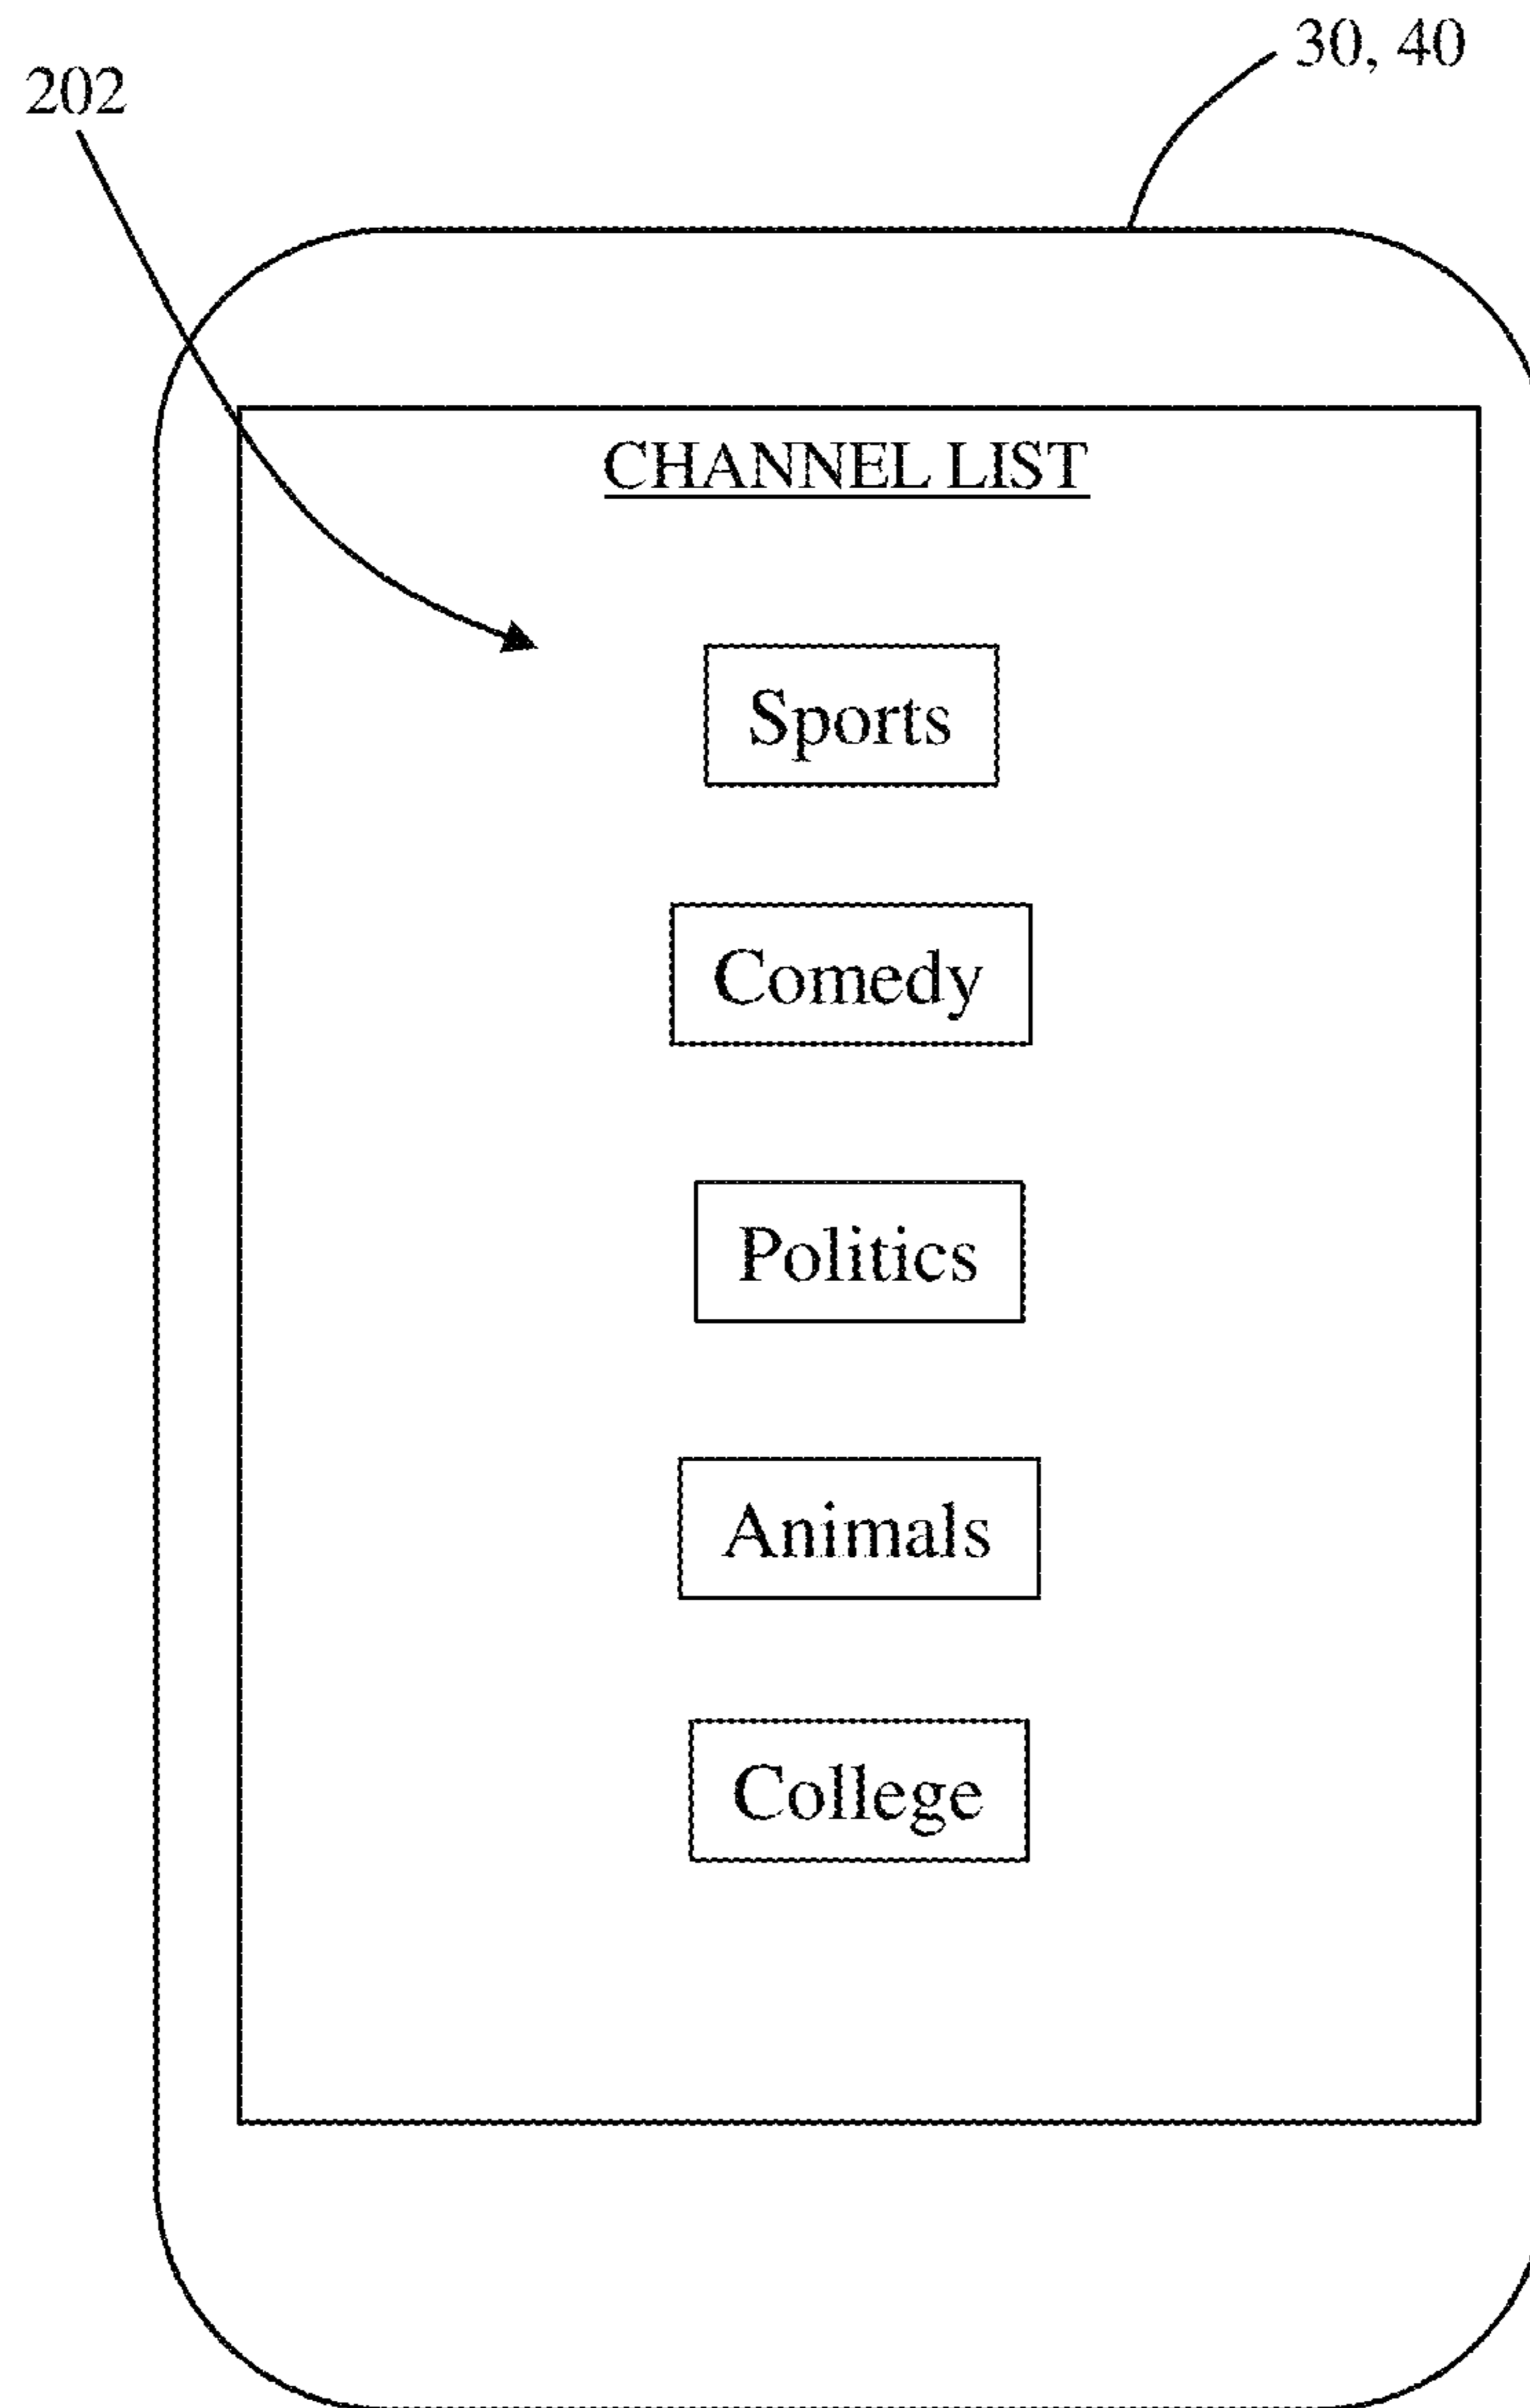 30, 40
202
CHANNEL LIST
Sports
Comedy
Politics
Animals
College